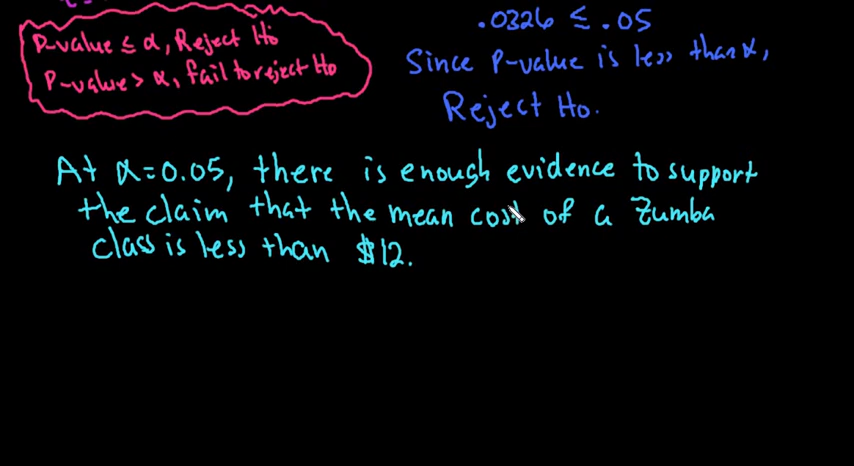 P-value ≤ α, Reject Ho
P-value > α, fail to reject Ho
.0326 ≤ .05
Since P-value is less than α,
Reject Ho.
At α=0.05, there is enough evidence to support
the claim that the mean cost of a Zumba
class is less than $12.